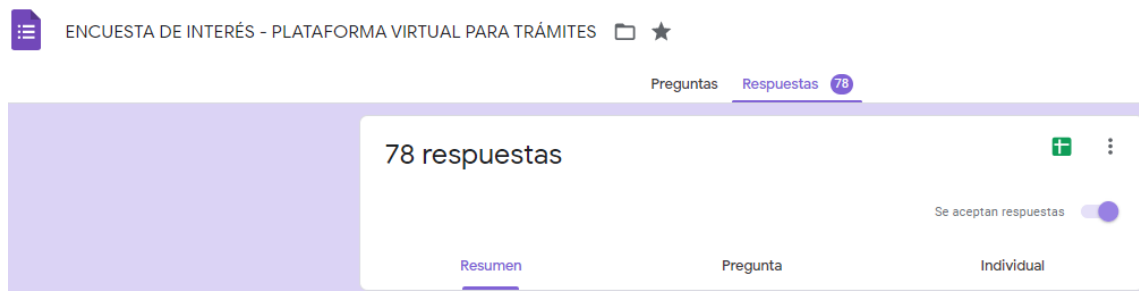 ENCUESTA DE INTERÉS - PLATAFORMA VIRTUAL PARA TRÁMITES
Preguntas Respuestas 78
78 respuestas
Se aceptan respuestas
Resumen Pregunta Individual